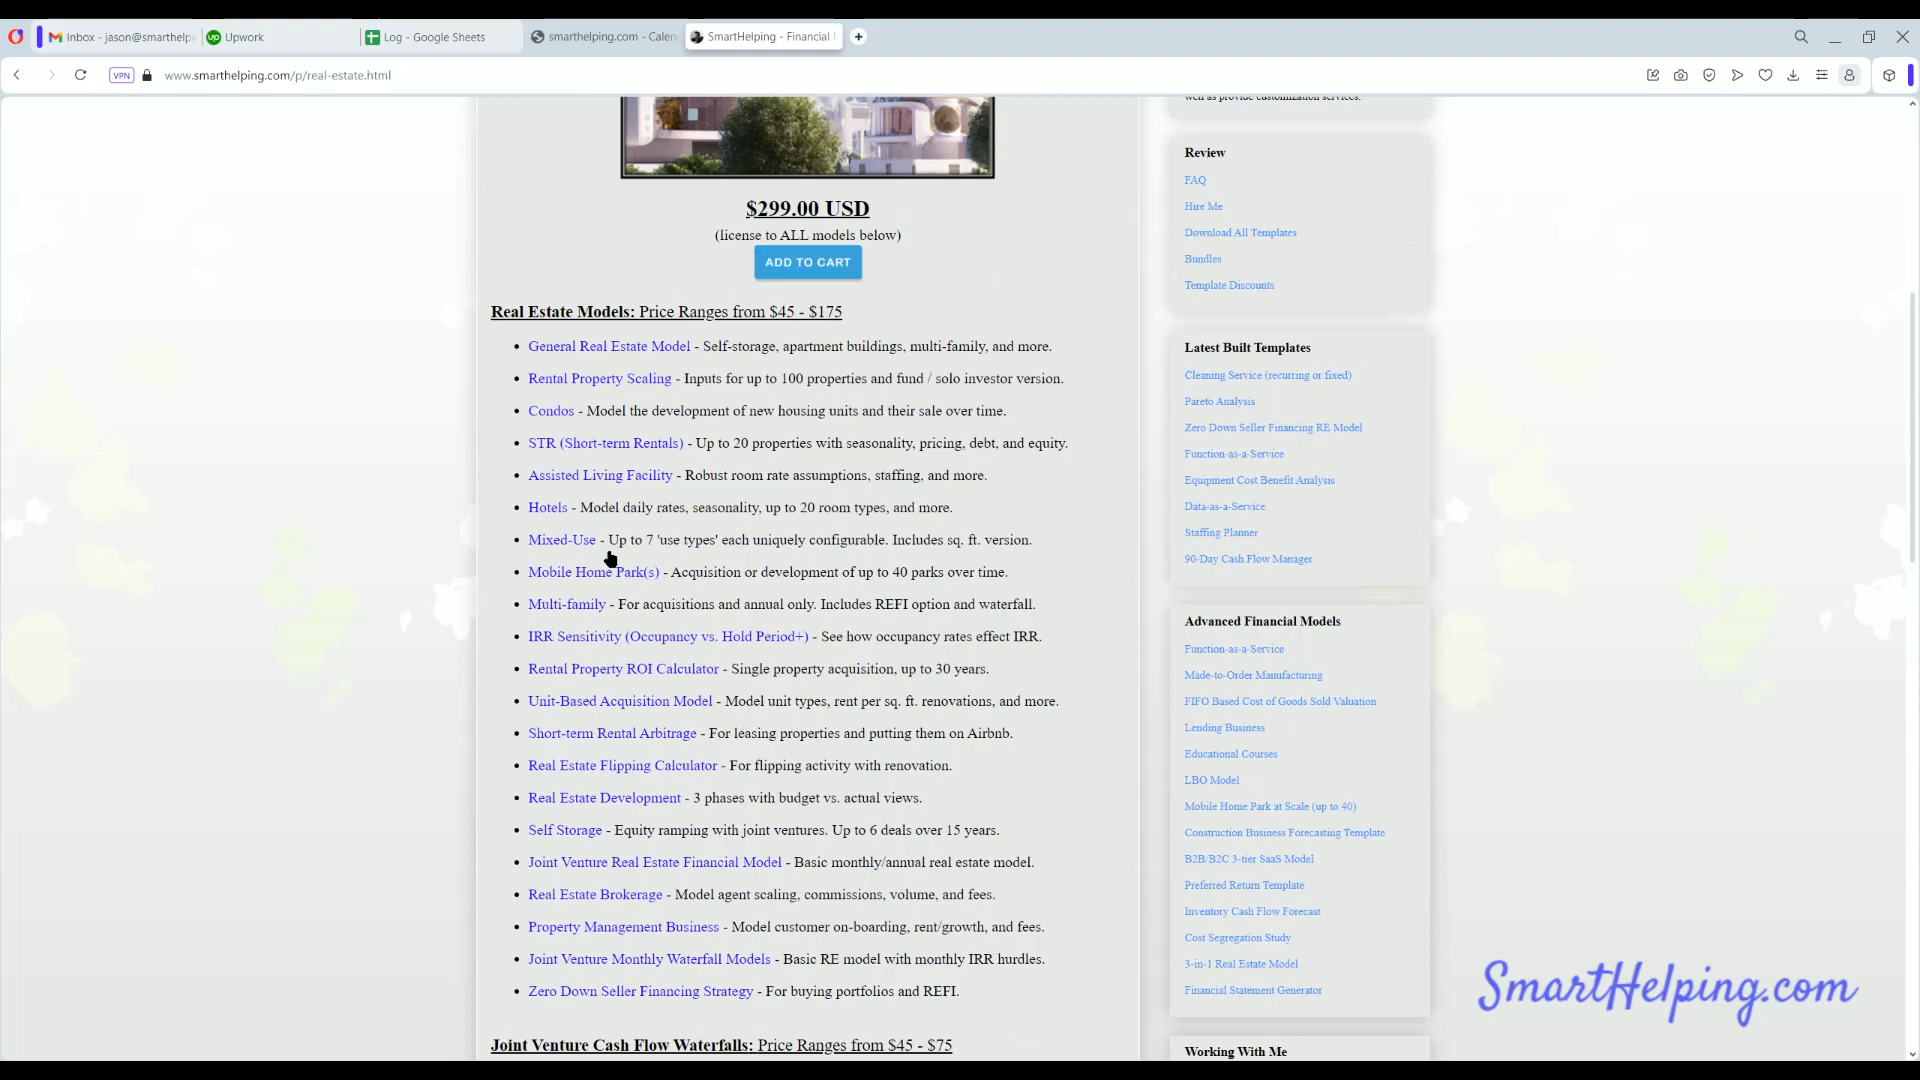 Inbox - jason@smarthelpi
Upwork
Log - Google Sheets
smarthelping.com - Calen
SmartHelping - Financial
VPN
www.smarthelping.com/p/real-estate.html
well as provide customization services.
$299.00 USD
(license to ALL models below)
ADD TO CART
Real Estate Models: Price Ranges from $45 - $175
General Real Estate Model - Self-storage, apartment buildings, multi-family, and more.
Rental Property Scaling - Inputs for up to 100 properties and fund / solo investor version.
Condos - Model the development of new housing units and their sale over time.
STR (Short-term Rentals) - Up to 20 properties with seasonality, pricing, debt, and equity.
Assisted Living Facility - Robust room rate assumptions, staffing, and more.
Hotels - Model daily rates, seasonality, up to 20 room types, and more.
Mixed-Use - Up to 7 'use types' each uniquely configurable. Includes sq. ft. version.
Mobile Home Park(s) - Acquisition or development of up to 40 parks over time.
Multi-family - For acquisitions and annual only. Includes REFI option and waterfall.
IRR Sensitivity (Occupancy vs. Hold Period+) - See how occupancy rates effect IRR.
Rental Property ROI Calculator - Single property acquisition, up to 30 years.
Unit-Based Acquisition Model - Model unit types, rent per sq. ft. renovations, and more.
Short-term Rental Arbitrage - For leasing properties and putting them on Airbnb.
Real Estate Flipping Calculator - For flipping activity with renovation.
Real Estate Development - 3 phases with budget vs. actual views.
Self Storage - Equity ramping with joint ventures. Up to 6 deals over 15 years.
Joint Venture Real Estate Financial Model - Basic monthly/annual real estate model.
Real Estate Brokerage - Model agent scaling, commissions, volume, and fees.
Property Management Business - Model customer on-boarding, rent/growth, and fees.
Joint Venture Monthly Waterfall Models - Basic RE model with monthly IRR hurdles.
Zero Down Seller Financing Strategy - For buying portfolios and REFI.
Joint Venture Cash Flow Waterfalls: Price Ranges from $45 - $75
Review
FAQ
Hire Me
Download All Templates
Bundles
Template Discounts
Latest Built Templates
Cleaning Service (recurring or fixed)
Pareto Analysis
Zero Down Seller Financing RE Model
Function-as-a-Service
Equipment Cost Benefit Analysis
Data-as-a-Service
Staffing Planner
90-Day Cash Flow Manager
Advanced Financial Models
Function-as-a-Service
Made-to-Order Manufacturing
FIFO Based Cost of Goods Sold Valuation
Lending Business
Educational Courses
LBO Model
Mobile Home Park at Scale (up to 40)
Construction Business Forecasting Template
B2B/B2C 3-tier SaaS Model
Preferred Return Template
Inventory Cash Flow Forecast
Cost Segregation Study
3-in-1 Real Estate Model
Financial Statement Generator
Working With Me
SmartHelping.com